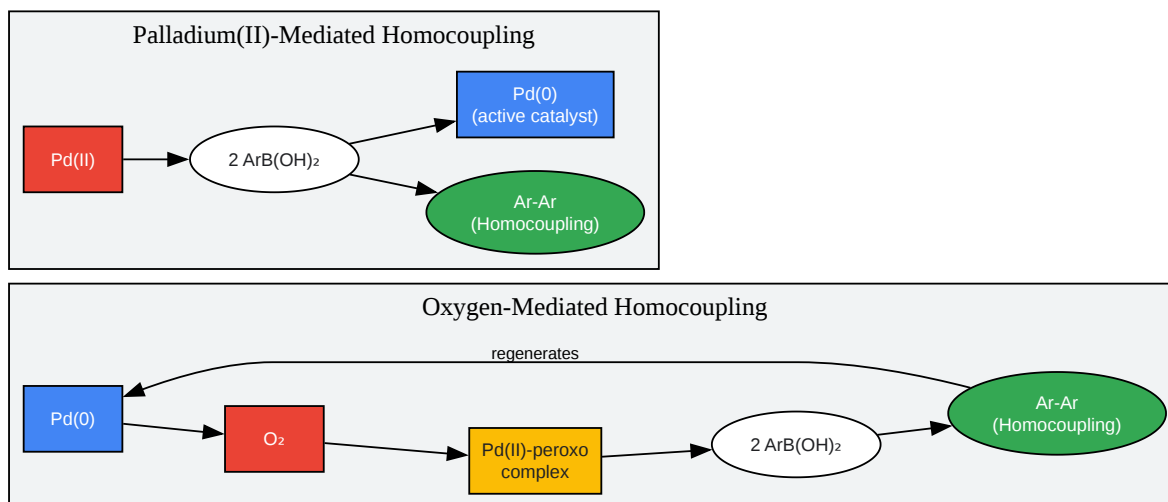 Palladium(II)-Mediated Homocoupling
Pd(II)
2 ArB(OH)₂
Pd(0)
(active catalyst)
Ar-Ar
(Homocoupling)
Oxygen-Mediated Homocoupling
regenerates
Pd(0)
O₂
Pd(II)-peroxo
complex
2 ArB(OH)₂
Ar-Ar
(Homocoupling)